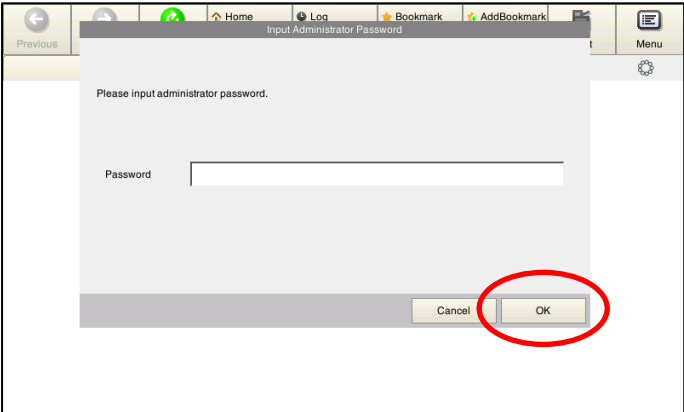 Home
Log
Bookmark
AddBookmark
Input Administrator Password
Previous
t
Menu
Please input administrator password.
Password
Cancel
OK